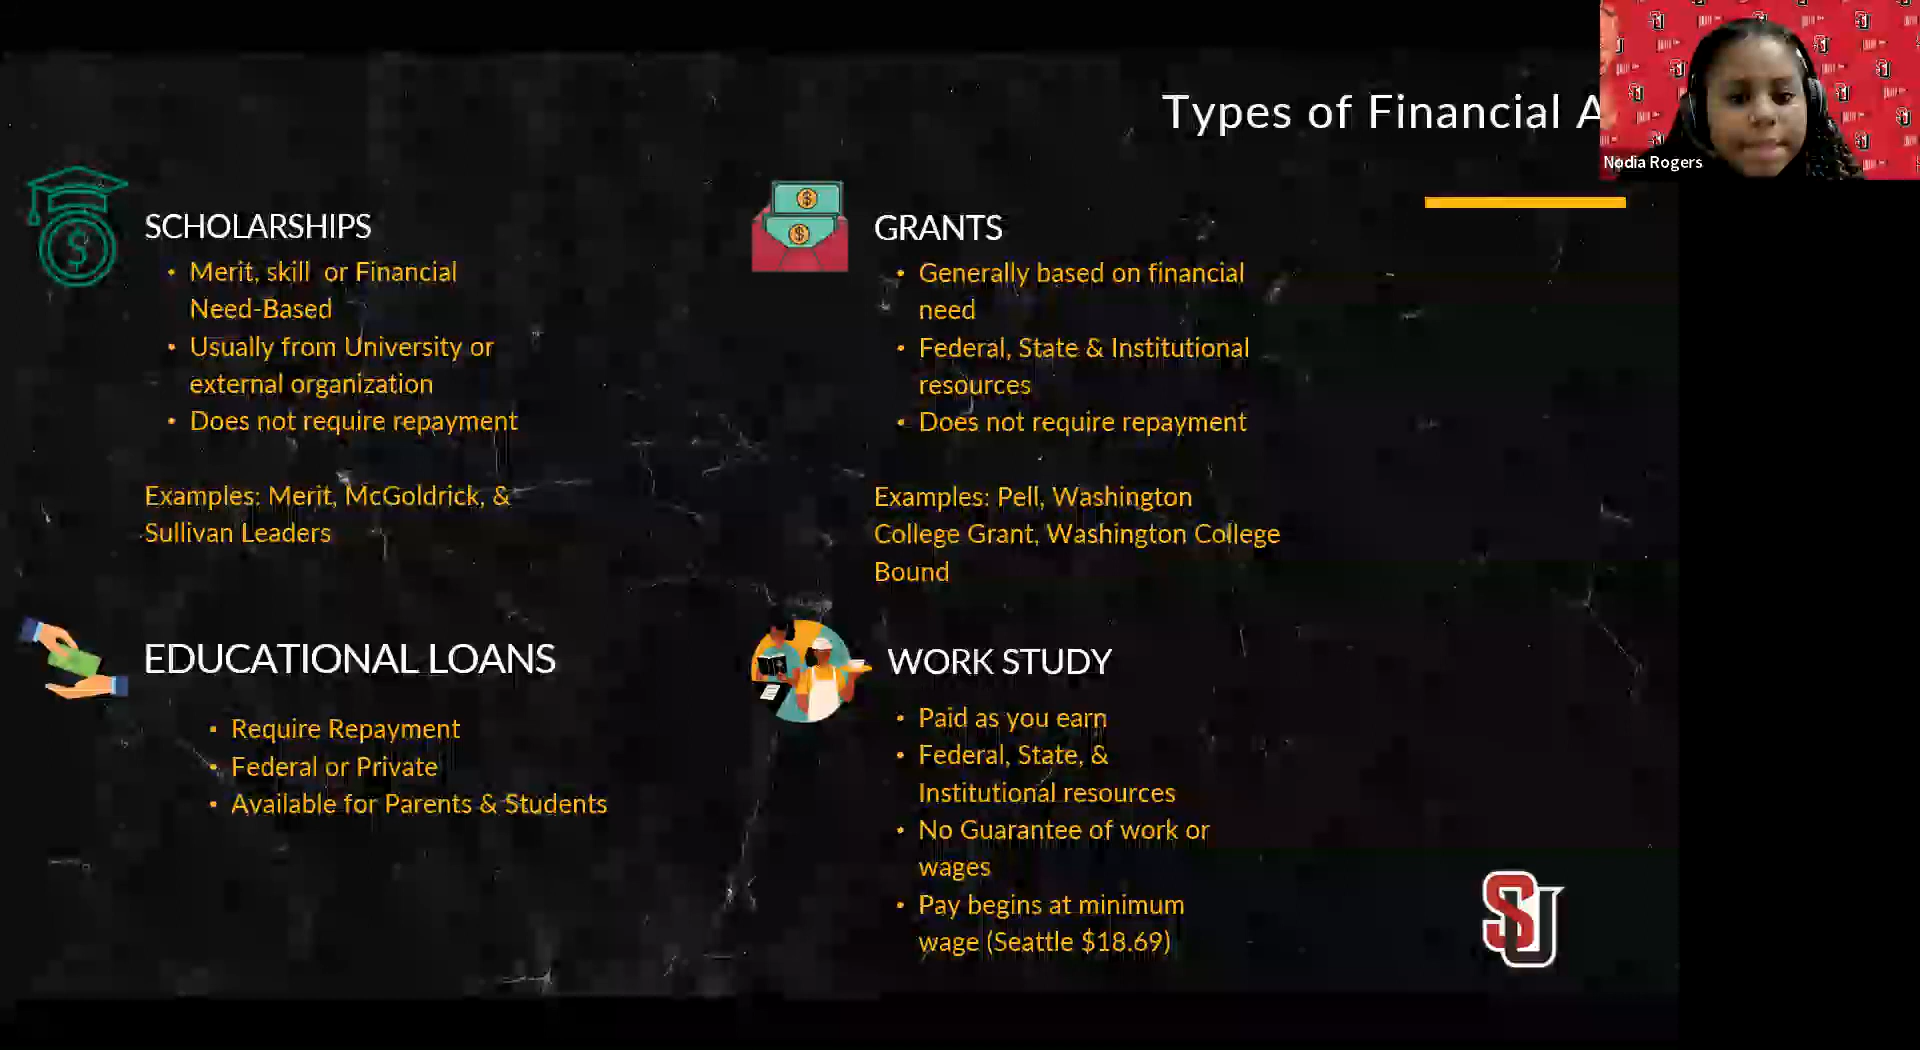 Types of Financial A
Nadia Rogers
SCHOLARSHIPS
• Merit, skill or Financial
Need-Based
• Usually from University or
external organization
• Does not require repayment
Examples: Merit, McGoldrick, &
Sullivan Leaders
GRANTS
• Generally based on financial
need
• Federal, State & Institutional
resources
• Does not require repayment
Examples: Pell, Washington
College Grant, Washington College
Bound
EDUCATIONAL LOANS
• Require Repayment
• Federal or Private
• Available for Parents & Students
WORK STUDY
• Paid as you earn
• Federal, State, &
Institutional resources
• No Guarantee of work or
wages
• Pay begins at minimum
wage (Seattle $18.69)
SU